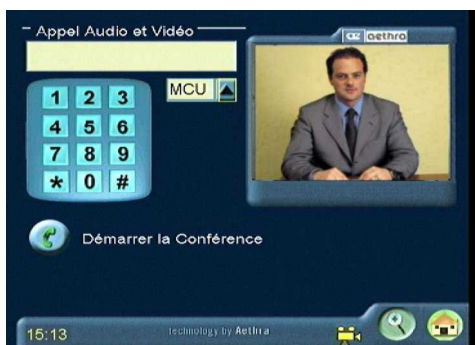 Appel Audio et Vidéo
az aethra
MCU
1 2 3
4 5 6
7 8 9
* 0 #
Démarrer la Conférence
15:13
technology by Aethra